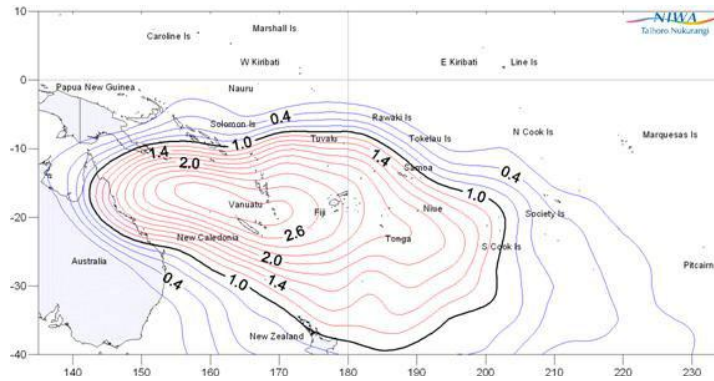 10
NIWA
Taihoro Nukurangi
Marshall Is
Caroline Is
W Kiribati
E Kiribati
Line Is
0
Papua New Guinea
Nauru
0.4
Rawaki Is
Solomon Is
N Cook Is
Marquesas Is
1.0
Tuvalu
Tokelau Is
-10
1.4
1.4
2.0
Samoa
0.4
1.0
Vanuatu
Fiji
Niue
Society Is
-20
2.6
New Caledonia
Tonga
S Cook Is
2.0
Australia
Pitcairn
1.4
0.4
1.0
-30
New Zealand
-40
140 150 160 170 180 190 200 210 220 230